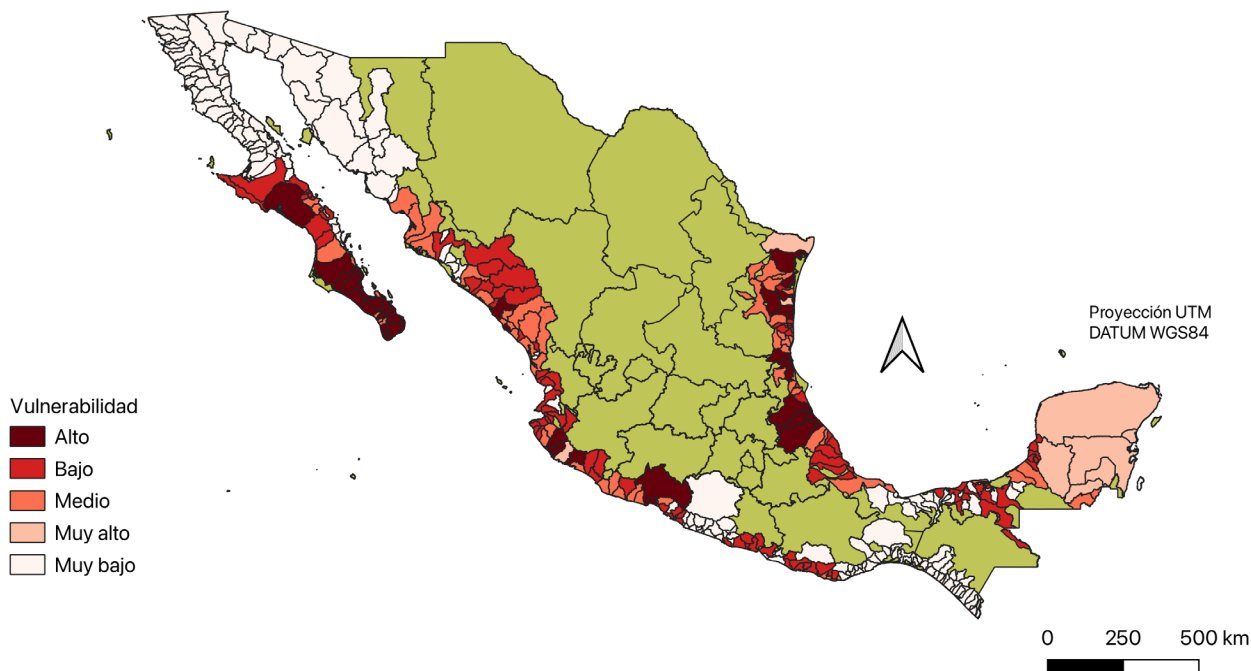 Proyección UTM
DATUM WGS84
Vulnerabilidad
Alto
Bajo
Medio
Muy alto
Muy bajo
0 250 500 km